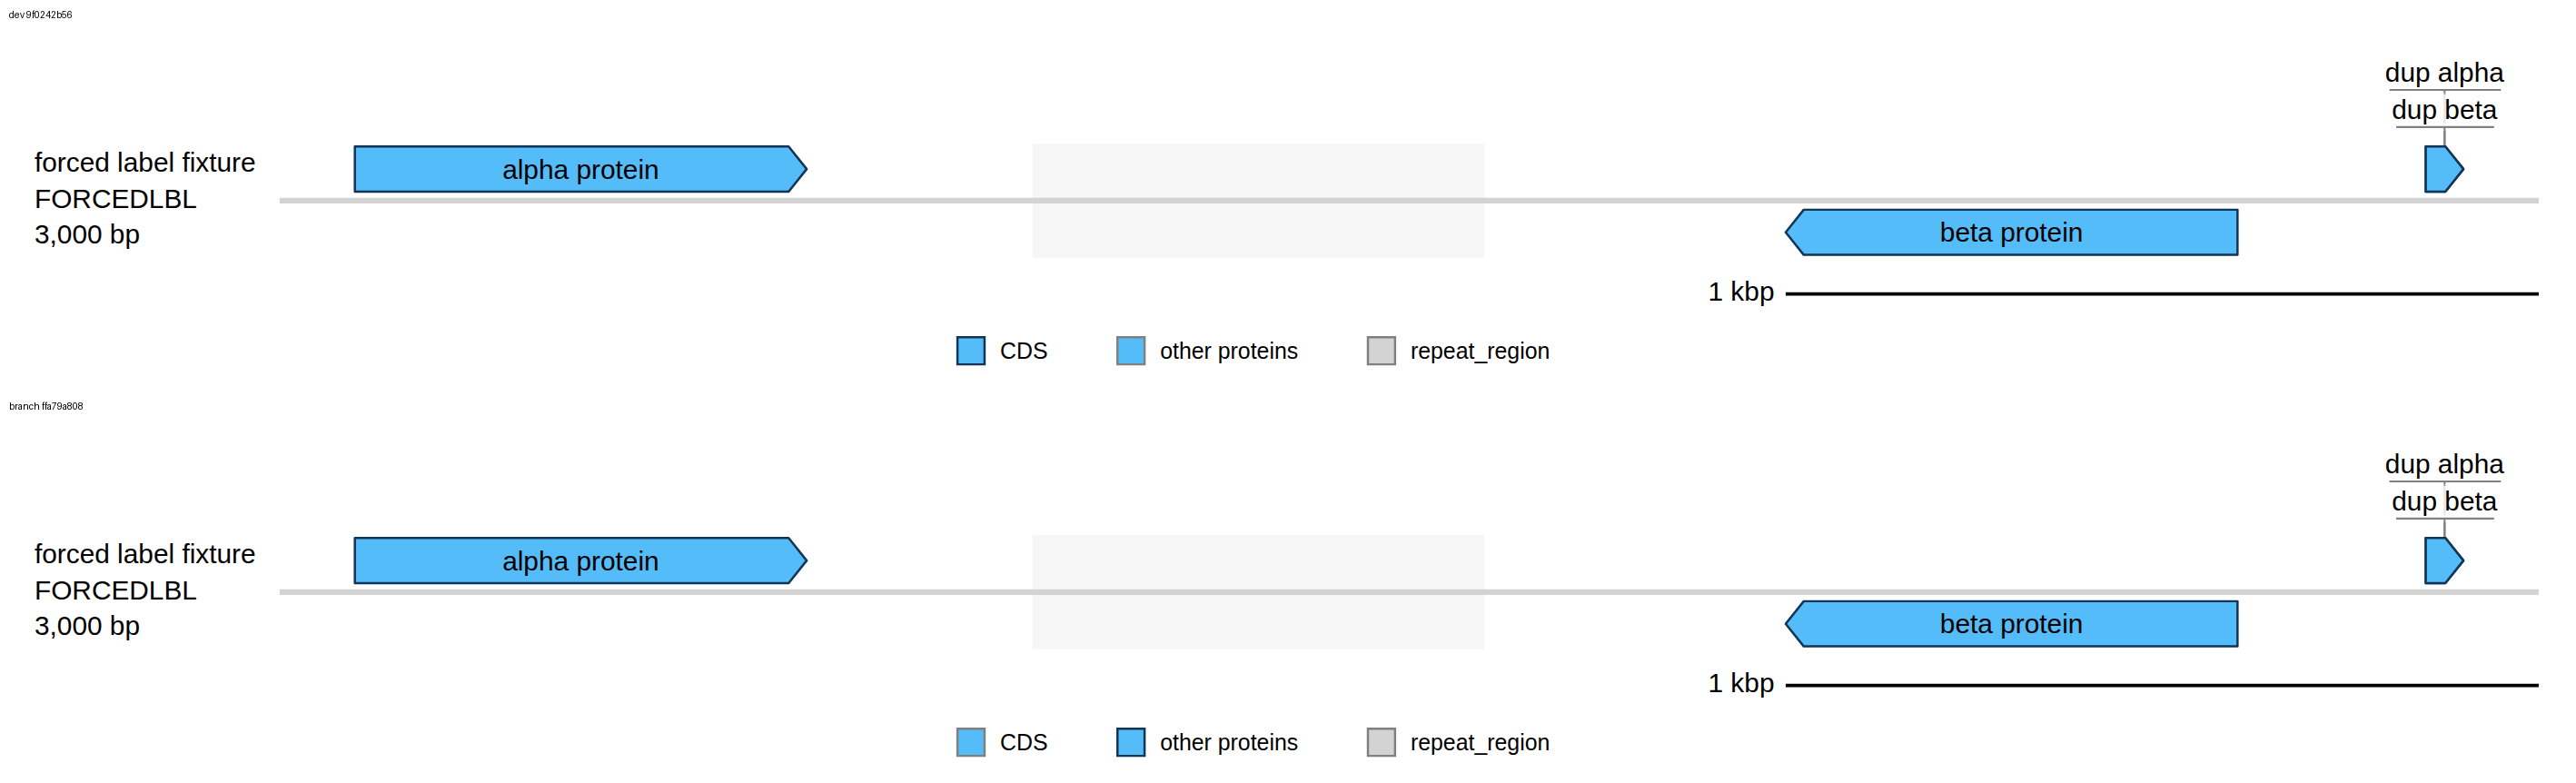 dev 9f0242b56
dup alpha
dup beta
forced label fixture
FORCEDLBL
3,000 bp
alpha protein
beta protein
1 kbp
CDS
other proteins
repeat_region
branch ffa79a808
dup alpha
dup beta
forced label fixture
FORCEDLBL
3,000 bp
alpha protein
beta protein
1 kbp
CDS
other proteins
repeat_region